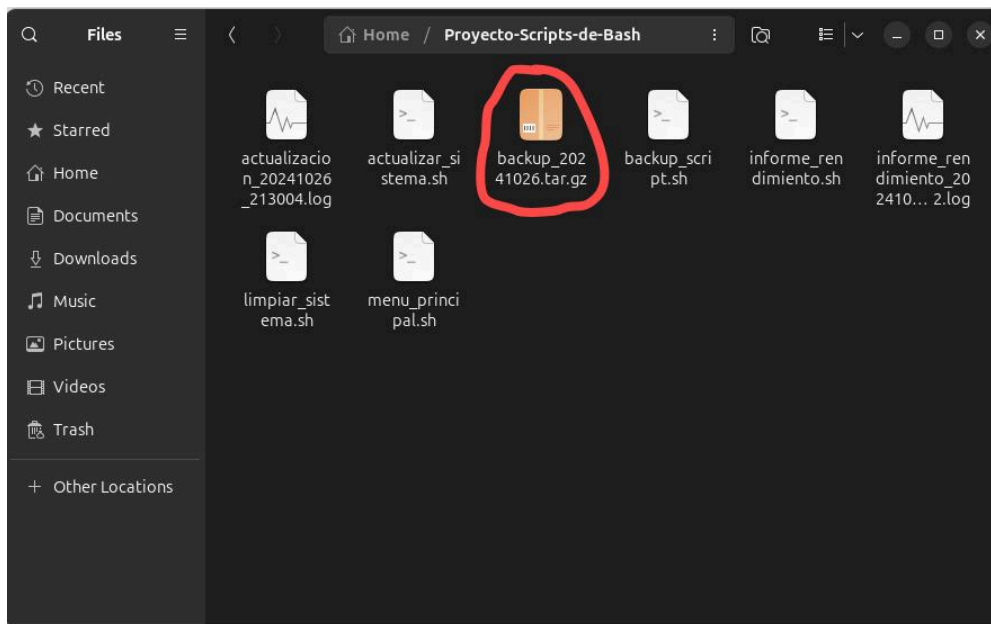 Files
Home / Proyecto-Scripts-de-Bash
Recent
Starred
Home
Documents
Downloads
Music
Pictures
Videos
Trash
Other Locations
actualizacio
n_20241026
_213004.log
actualizar_si
stema.sh
backup_202
41026.tar.gz
backup_scri
pt.sh
informe_ren
dimiento.sh
informe_ren
dimiento_20
2410... 2.log
limpiar_sist
ema.sh
menu_princi
pal.sh